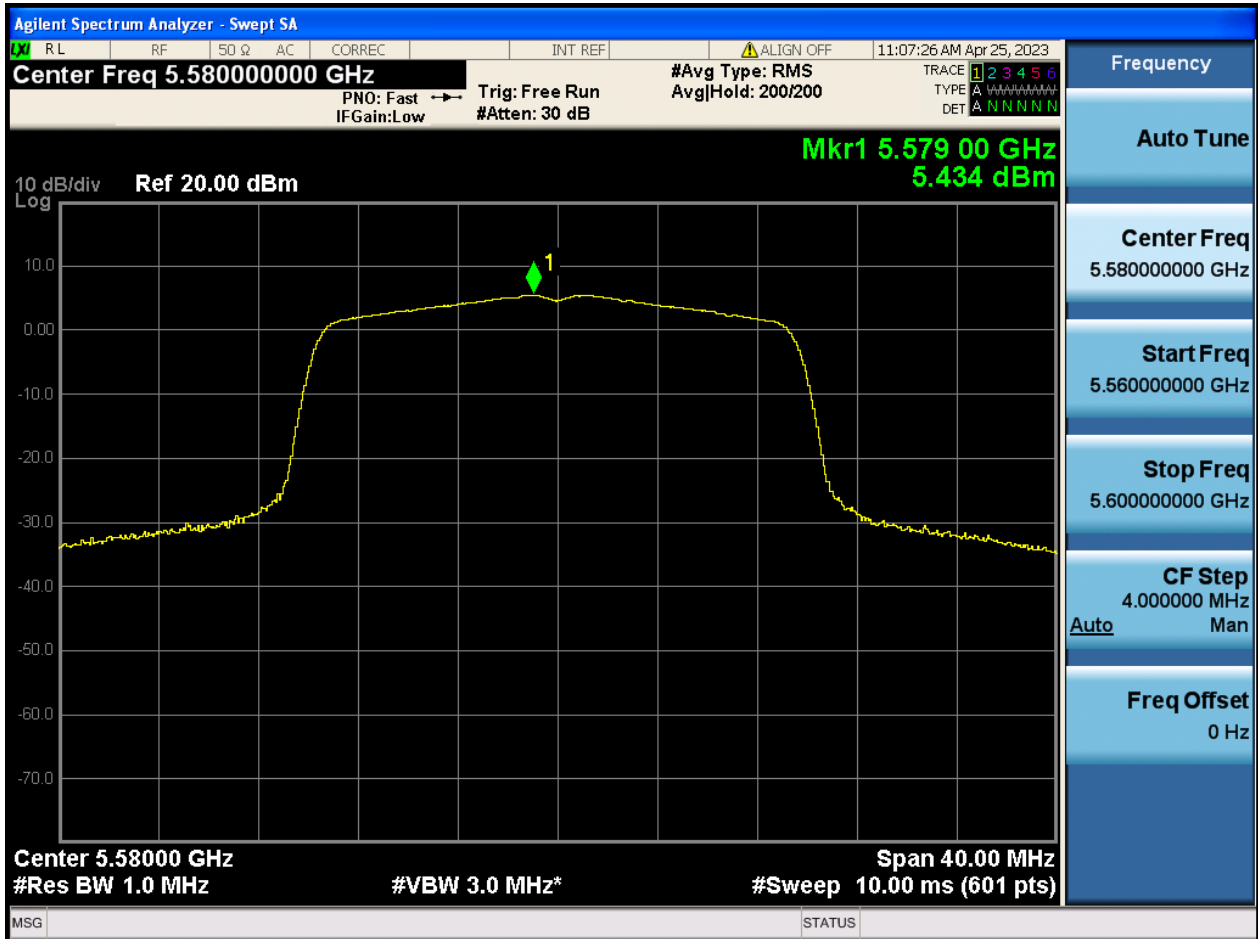 Agilent Spectrum Analyzer - Swept SA
LXI RL RF 50 Ω AC CORREC INT REF ALIGN OFF 11:07:26 AM Apr 25, 2023
Center Freq 5.580000000 GHz
PNO: Fast
IFGain:Low
Trig: Free Run
#Atten: 30 dB
#Avg Type: RMS
Avg|Hold: 200/200
TRACE 1 2 3 4 5 6
TYPE A WWWWWW
DET A N N N N N
Mkr1 5.579 00 GHz
5.434 dBm
10 dB/div Ref 20.00 dBm
Log
1
10.0
0.00
-10.0
-20.0
-30.0
-40.0
-50.0
-60.0
-70.0
Center 5.58000 GHz Span 40.00 MHz
#Res BW 1.0 MHz #VBW 3.0 MHz* #Sweep 10.00 ms (601 pts)
MSG STATUS
Frequency
Auto Tune
Center Freq
5.580000000 GHz
Start Freq
5.560000000 GHz
Stop Freq
5.600000000 GHz
CF Step
4.000000 MHz
Auto Man
Freq Offset
0 Hz